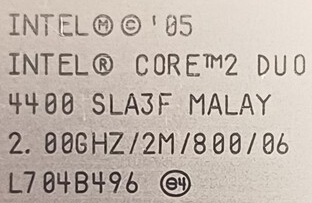 INTEL Ⓜ © '05
INTEL® CORE™2 DUO
4400 SLA3F MALAY
2.00GHZ/2M/800/06
L704B496 e4